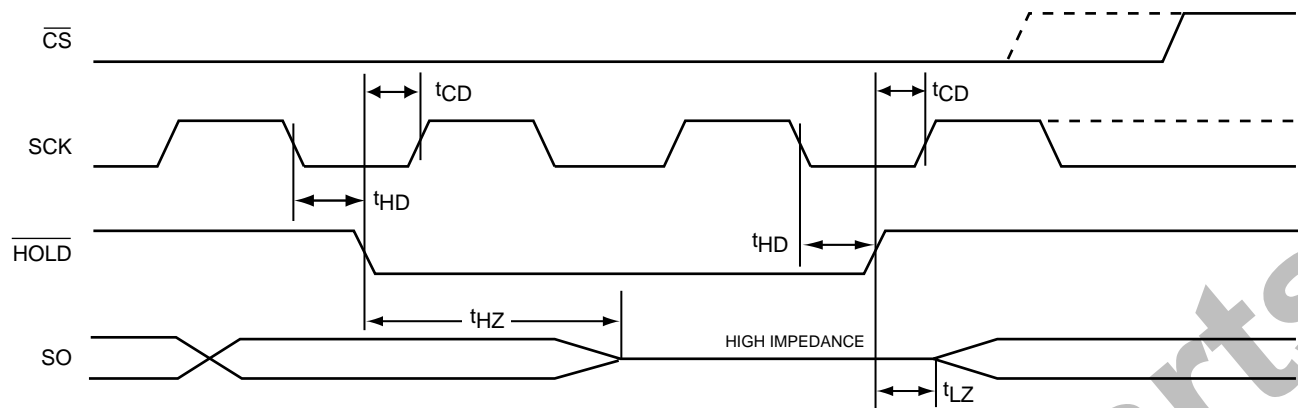 CS
tCD
tCD
SCK
tHD
HOLD
tHD
tHZ
SO
HIGH IMPEDANCE
tLZ